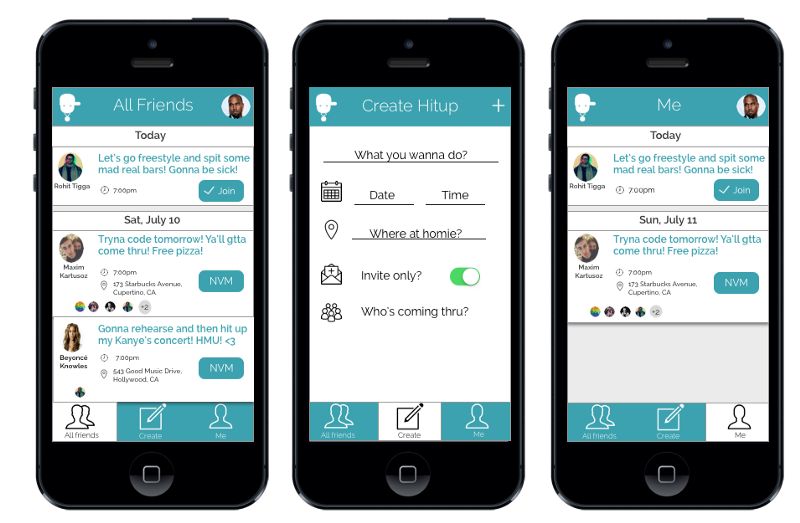 All Friends
Today
Let's go freestyle and spit some
mad real bars! Gonna be sick!
Rohit Tigga
7:00pm
Join
Sat, July 10
Tryna code tomorrow! Ya'll gtta
come thru! Free pizza!
Maxim
Kartusoz
7:00pm
173 Starbucks Avenue,
Cupertino, CA
NVM
+2
Gonna rehearse and then hit up
my Kanye's concert! HMU! <3
Beyoncé
Knowles
7:00pm
543 Good Music Drive,
Hollywood, CA
NVM
All friends
Create
Me
Create Hitup
+
What you wanna do?
Date
Time
Where at homie?
Invite only?
Who's coming thru?
All friends
Create
Me
Me
Today
Let's go freestyle and spit some
mad real bars! Gonna be sick!
Rohit Tigga
7:00pm
Join
Sun, July 11
Tryna code tomorrow! Ya'll gtta
come thru! Free pizza!
Maxim
Kartusoz
7:00pm
173 Starbucks Avenue,
Cupertino, CA
NVM
+2
All friends
Create
Me